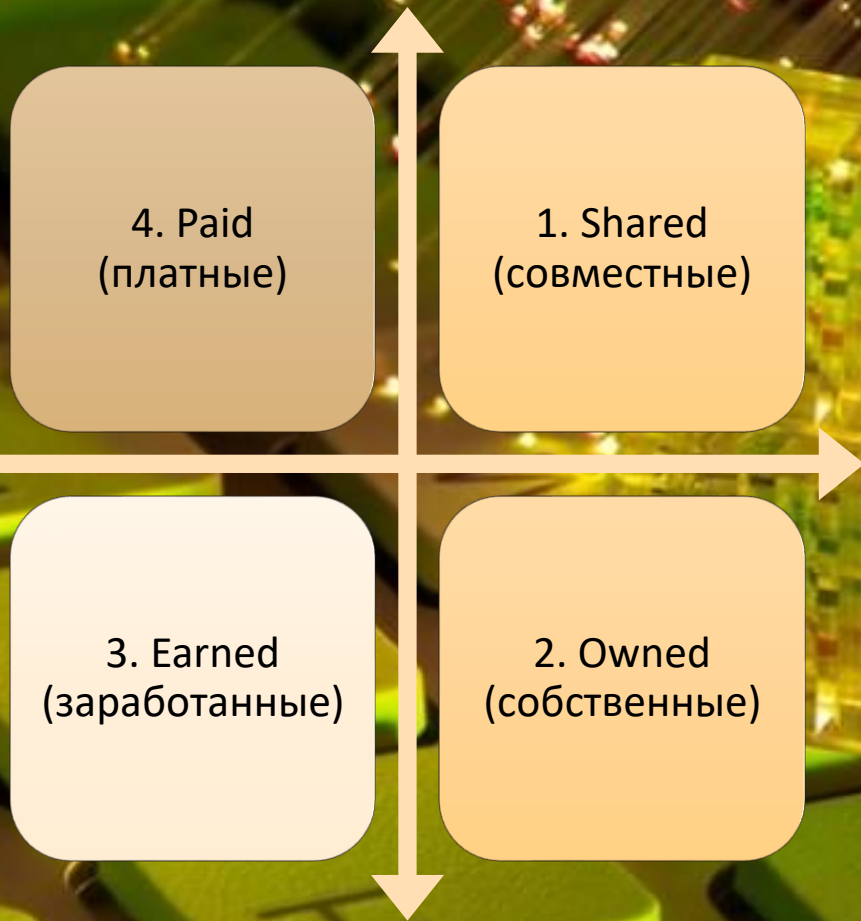 4. Paid
(платные)
1. Shared
(совместные)
3. Earned
(заработанные)
2. Owned
(собственные)